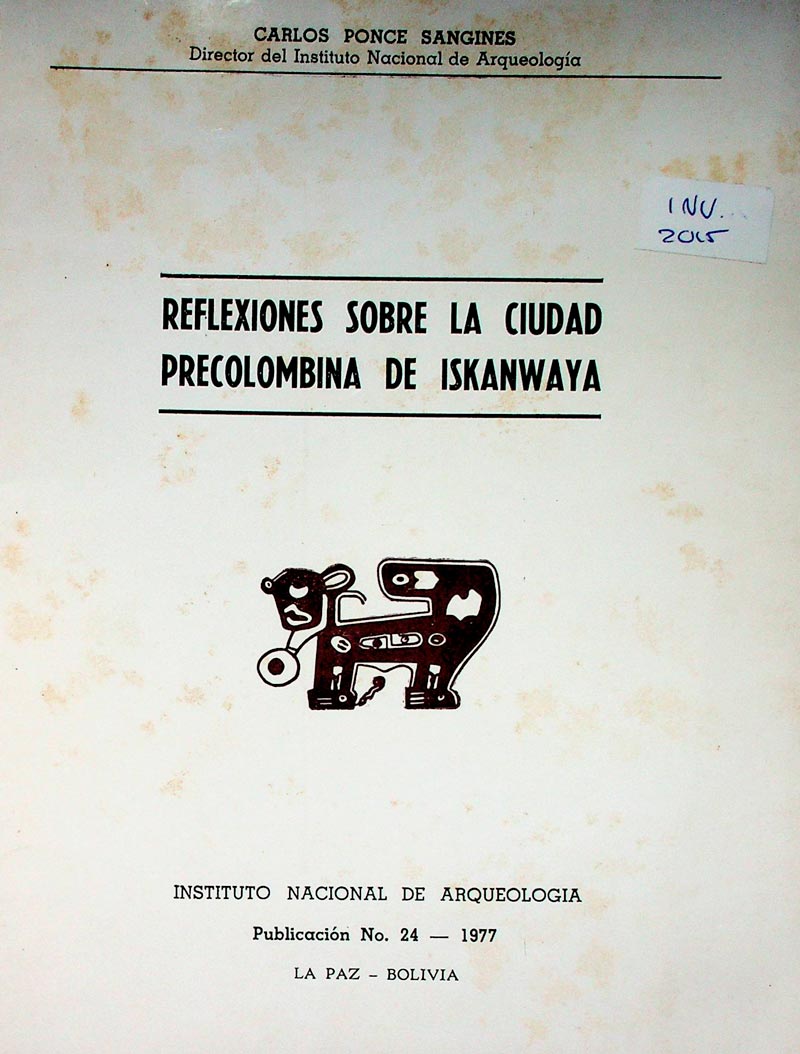 CARLOS PONCE SANGINES
Director del Instituto Nacional de Arqueología
INV...
2015
REFLEXIONES SOBRE LA CIUDAD
PRECOLOMBINA DE ISKANWAYA
INSTITUTO NACIONAL DE ARQUEOLOGIA
Publicación No. 24 — 1977
LA PAZ – BOLIVIA